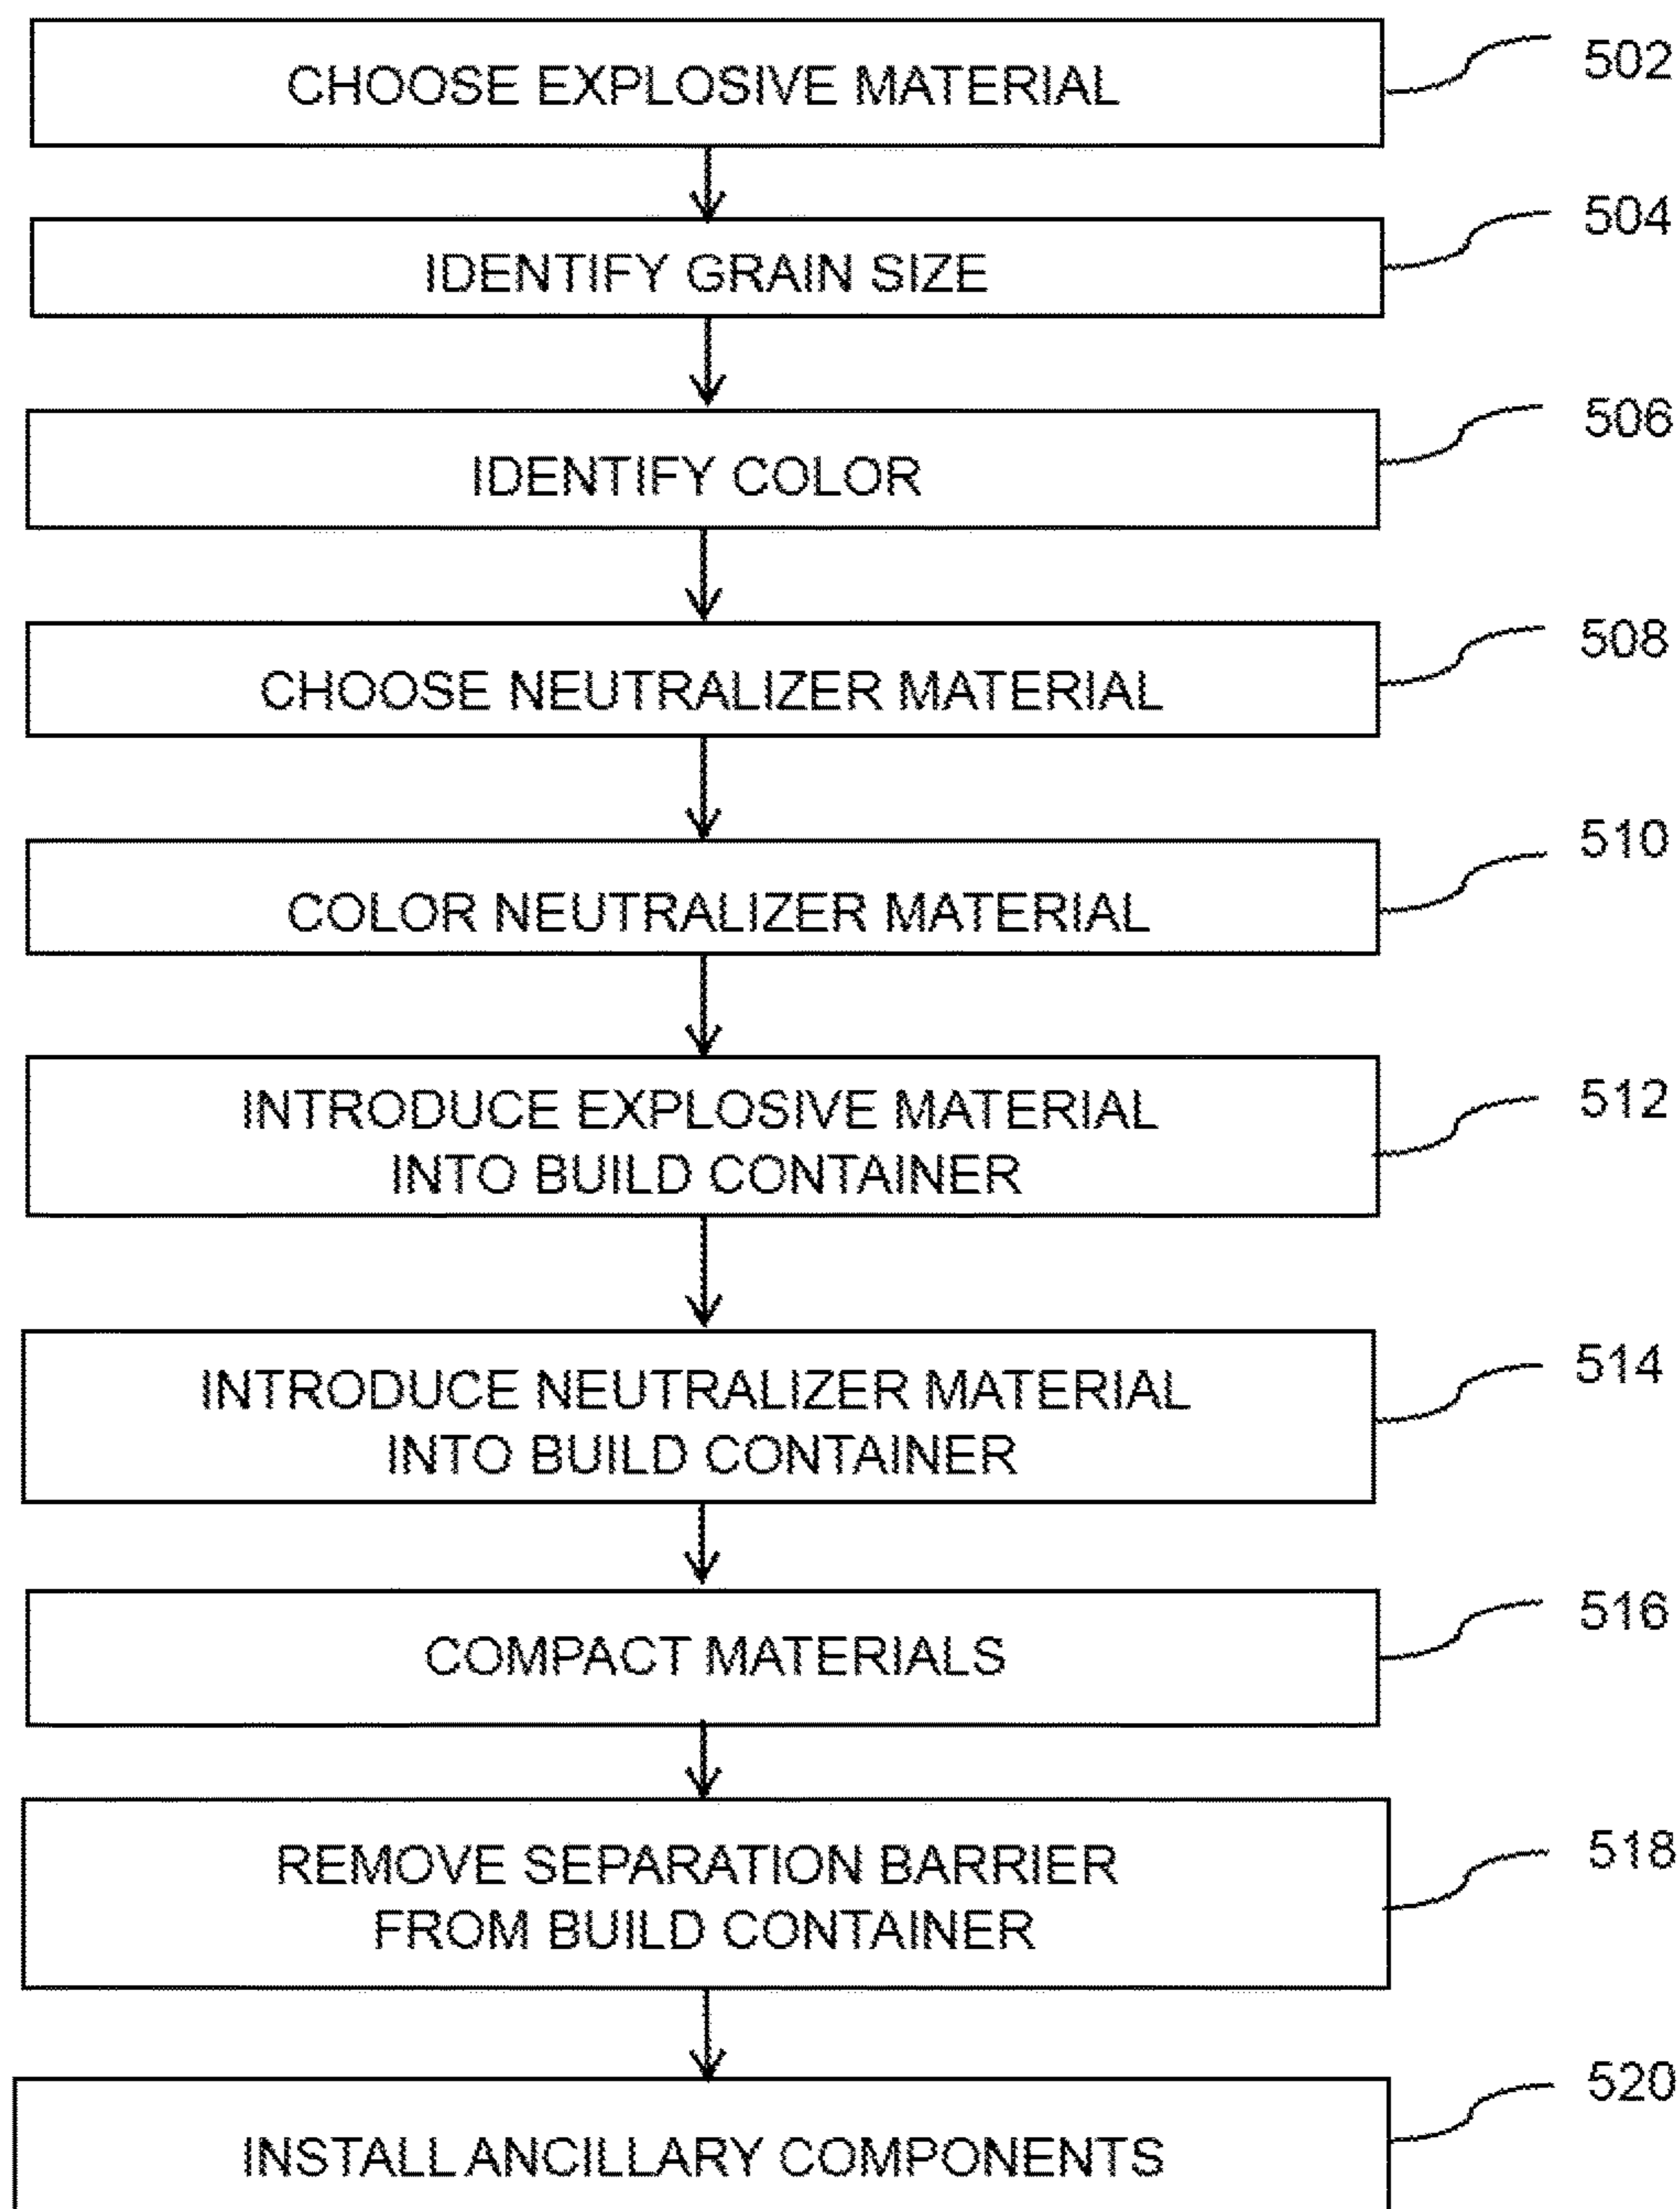 CHOOSE EXPLOSIVE MATERIAL
502
IDENTIFY GRAIN SIZE
504
IDENTIFY COLOR
506
CHOOSE NEUTRALIZER MATERIAL
508
COLOR NEUTRALIZER MATERIAL
510
INTRODUCE EXPLOSIVE MATERIAL
INTO BUILD CONTAINER
512
INTRODUCE NEUTRALIZER MATERIAL
INTO BUILD CONTAINER
514
COMPACT MATERIALS
516
REMOVE SEPARATION BARRIER
FROM BUILD CONTAINER
518
INSTALL ANCILLARY COMPONENTS
520